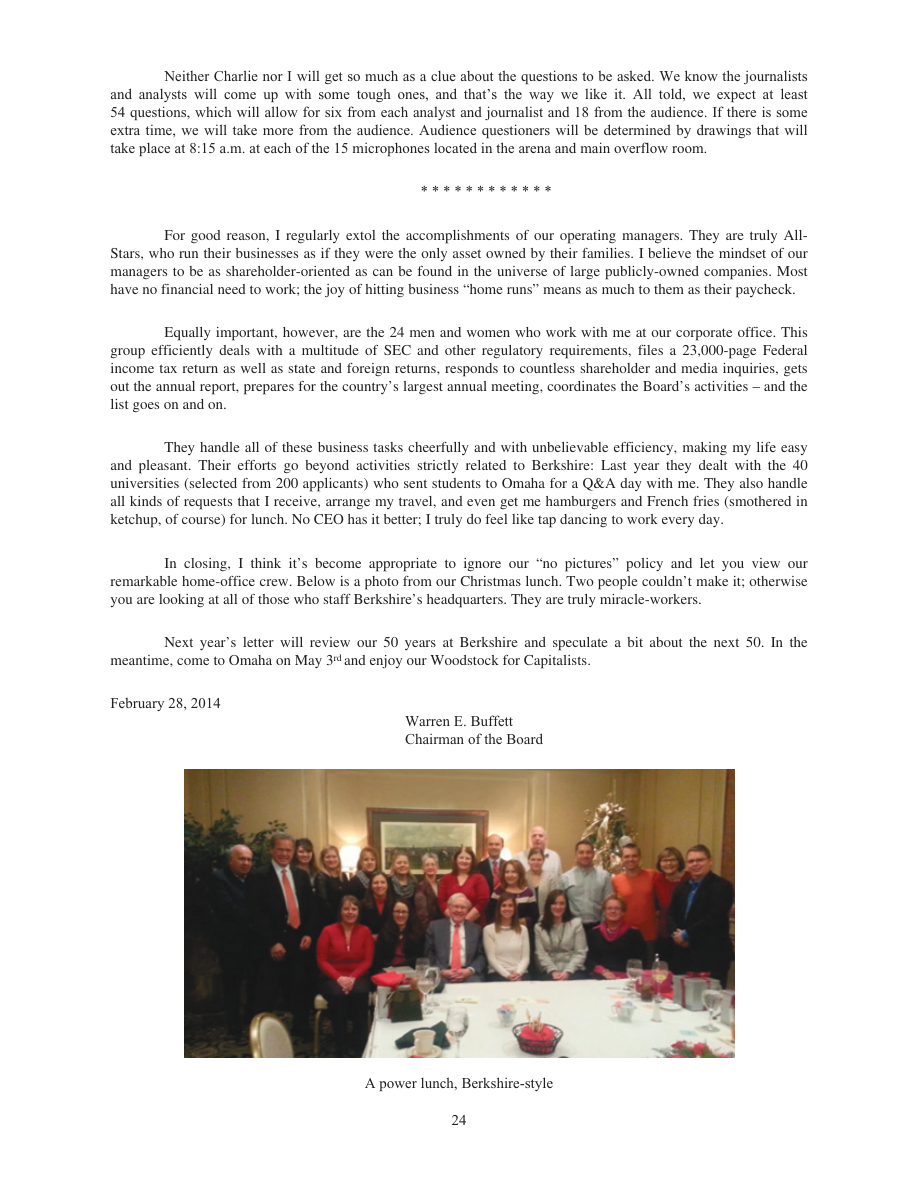 Neither Charlie nor I will get so much as a clue about the questions to be asked. We know the journalists
and analysts will come up with some tough ones, and that’s the way we like it. All told, we expect at least
54 questions, which will allow for six from each analyst and journalist and 18 from the audience. If there is some
extra time, we will take more from the audience. Audience questioners will be determined by drawings that will
take place at 8:15 a.m. at each of the 15 microphones located in the arena and main overflow room.
* * * * * * * * * * * *
For good reason, I regularly extol the accomplishments of our operating managers. They are truly All-
Stars, who run their businesses as if they were the only asset owned by their families. I believe the mindset of our
managers to be as shareholder-oriented as can be found in the universe of large publicly-owned companies. Most
have no financial need to work; the joy of hitting business “home runs” means as much to them as their paycheck.
Equally important, however, are the 24 men and women who work with me at our corporate office. This
group efficiently deals with a multitude of SEC and other regulatory requirements, files a 23,000-page Federal
income tax return as well as state and foreign returns, responds to countless shareholder and media inquiries, gets
out the annual report, prepares for the country’s largest annual meeting, coordinates the Board’s activities – and the
list goes on and on.
They handle all of these business tasks cheerfully and with unbelievable efficiency, making my life easy
and pleasant. Their efforts go beyond activities strictly related to Berkshire: Last year they dealt with the 40
universities (selected from 200 applicants) who sent students to Omaha for a Q&A day with me. They also handle
all kinds of requests that I receive, arrange my travel, and even get me hamburgers and French fries (smothered in
ketchup, of course) for lunch. No CEO has it better; I truly do feel like tap dancing to work every day.
In closing, I think it’s become appropriate to ignore our “no pictures” policy and let you view our
remarkable home-office crew. Below is a photo from our Christmas lunch. Two people couldn’t make it; otherwise
you are looking at all of those who staff Berkshire’s headquarters. They are truly miracle-workers.
Next year’s letter will review our 50 years at Berkshire and speculate a bit about the next 50. In the
meantime, come to Omaha on May 3rd and enjoy our Woodstock for Capitalists.
February 28, 2014
Warren E. Buffett
Chairman of the Board
A power lunch, Berkshire-style
24